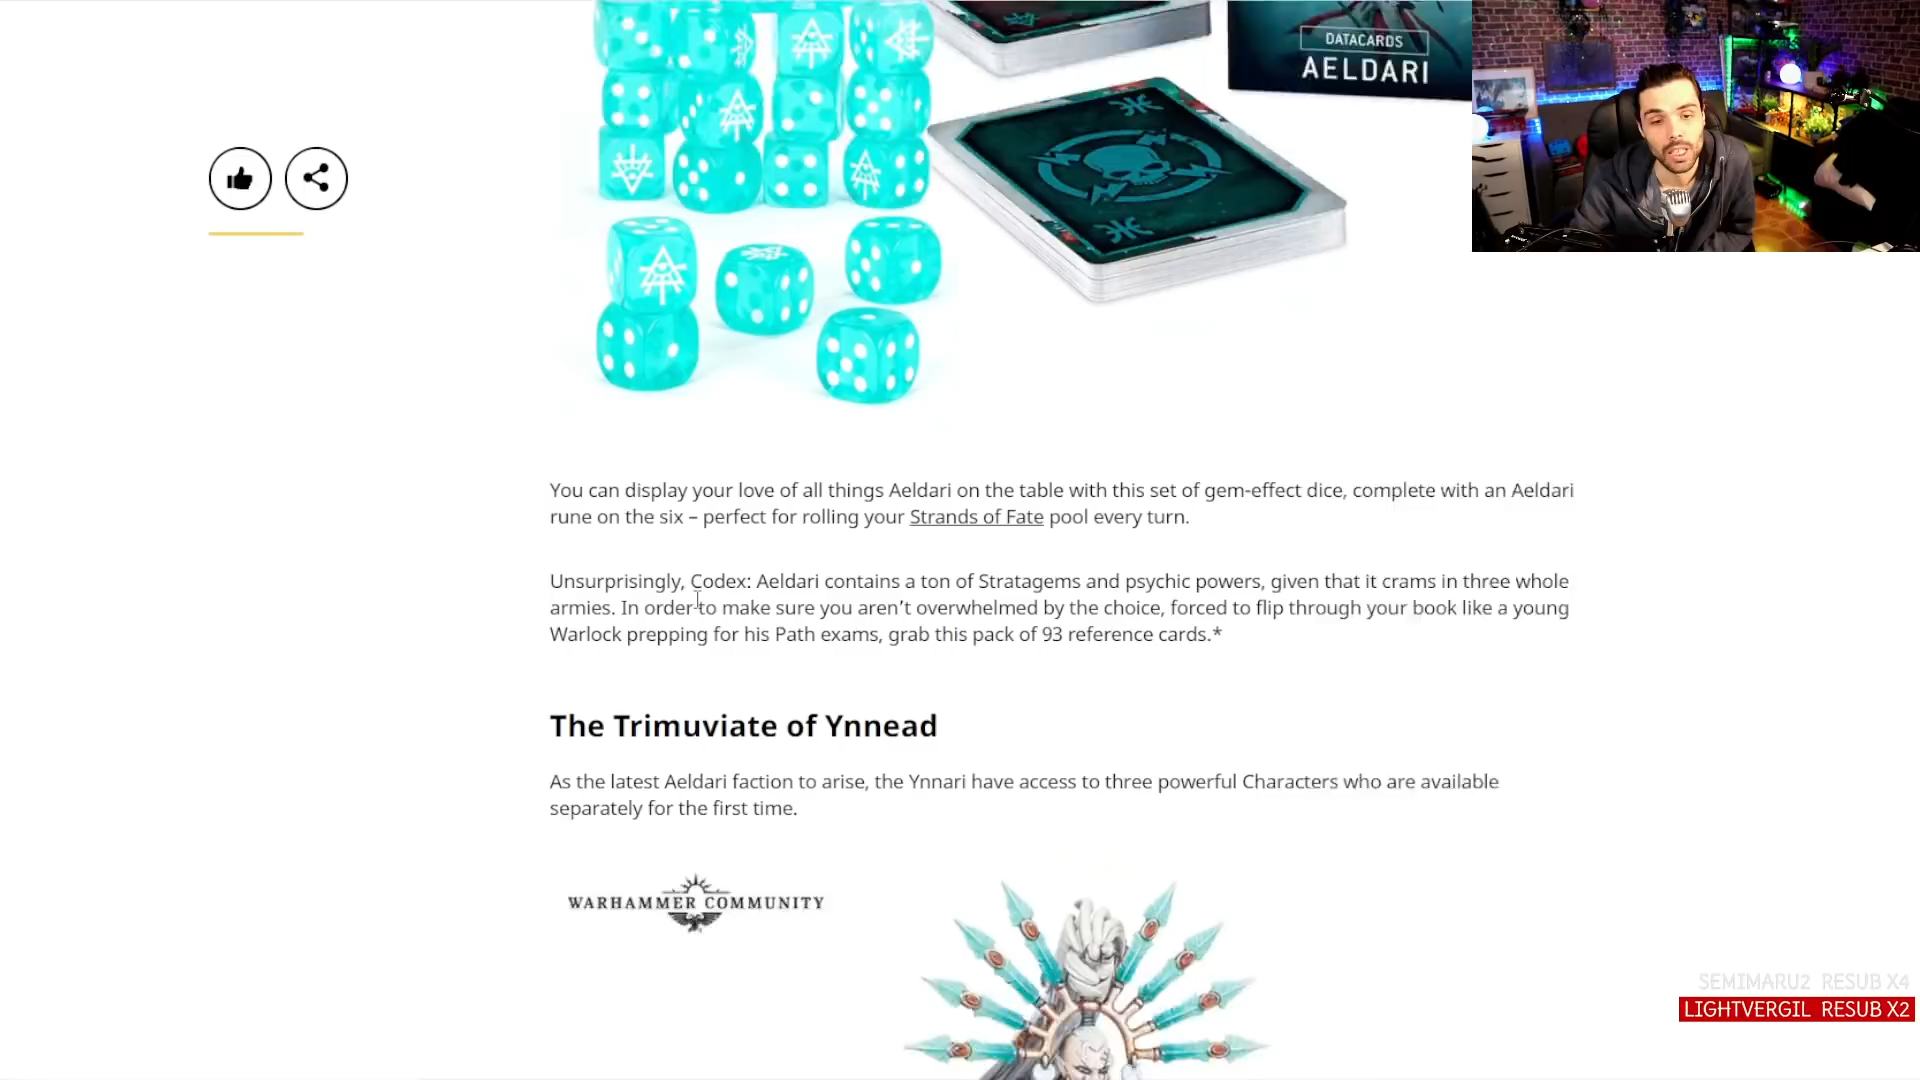 DATACARDS
AELDARI
You can display your love of all things Aeldari on the table with this set of gem-effect dice, complete with an Aeldari
rune on the six – perfect for rolling your Strands of Fate pool every turn.
Unsurprisingly, Codex: Aeldari contains a ton of Stratagems and psychic powers, given that it crams in three whole
armies. In order to make sure you aren’t overwhelmed by the choice, forced to flip through your book like a young
Warlock prepping for his Path exams, grab this pack of 93 reference cards.*
The Trimuviate of Ynnead
As the latest Aeldari faction to arise, the Ynnari have access to three powerful Characters who are available
separately for the first time.
WARHAMMER COMMUNITY
SEMIMARU2 RESUB X4
LIGHTVERGIL RESUB X2